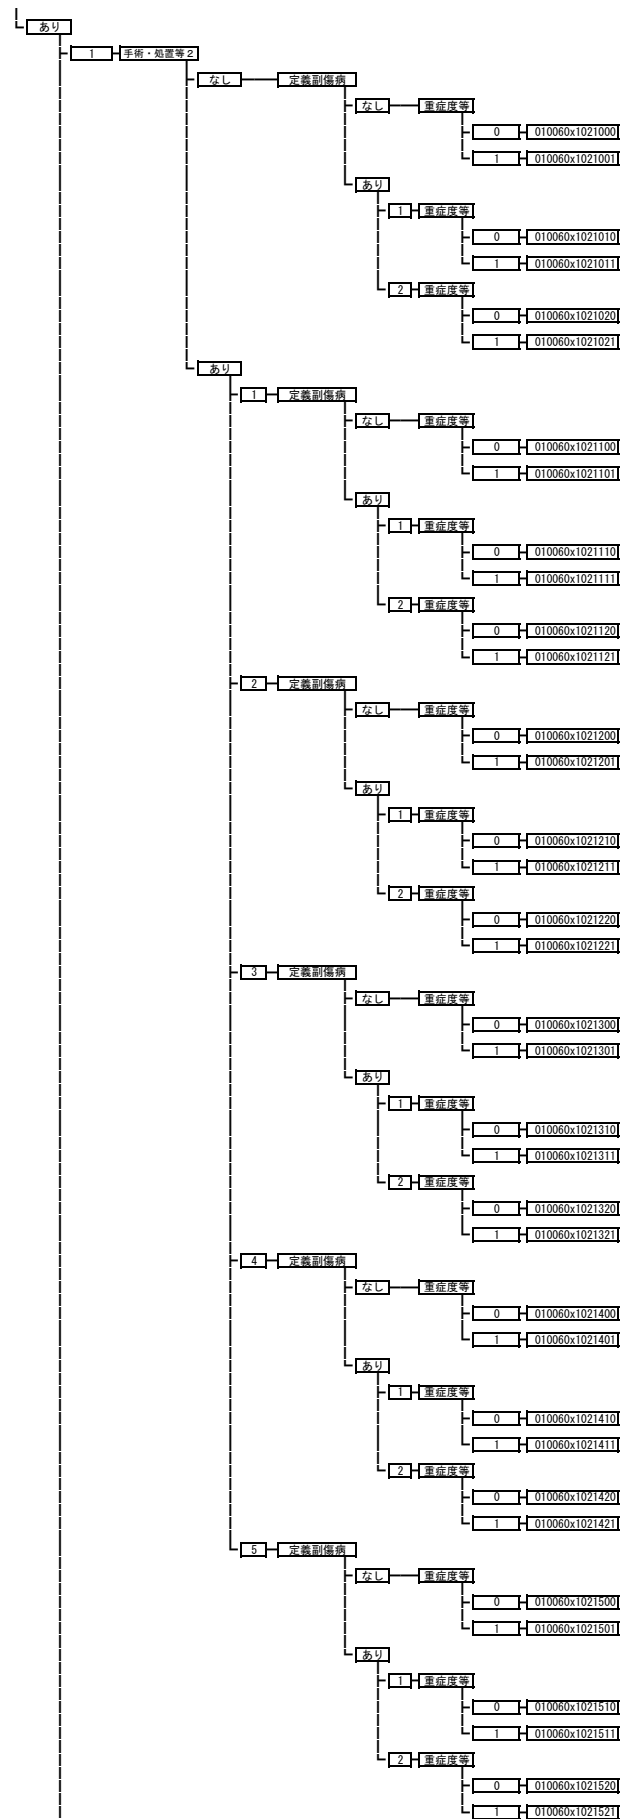 あり
1 手術・処置等2
なし 定義副傷病
なし 重症度等
0 010060x1021000
1 010060x1021001
あり
1 重症度等
0 010060x1021010
1 010060x1021011
2 重症度等
0 010060x1021020
1 010060x1021021
あり
1 定義副傷病
なし 重症度等
0 010060x1021100
1 010060x1021101
あり
1 重症度等
0 010060x1021110
1 010060x1021111
2 重症度等
0 010060x1021120
1 010060x1021121
2 定義副傷病
なし 重症度等
0 010060x1021200
1 010060x1021201
あり
1 重症度等
0 010060x1021210
1 010060x1021211
2 重症度等
0 010060x1021220
1 010060x1021221
3 定義副傷病
なし 重症度等
0 010060x1021300
1 010060x1021301
あり
1 重症度等
0 010060x1021310
1 010060x1021311
2 重症度等
0 010060x1021320
1 010060x1021321
4 定義副傷病
なし 重症度等
0 010060x1021400
1 010060x1021401
あり
1 重症度等
0 010060x1021410
1 010060x1021411
2 重症度等
0 010060x1021420
1 010060x1021421
5 定義副傷病
なし 重症度等
0 010060x1021500
1 010060x1021501
あり
1 重症度等
0 010060x1021510
1 010060x1021511
2 重症度等
0 010060x1021520
1 010060x1021521